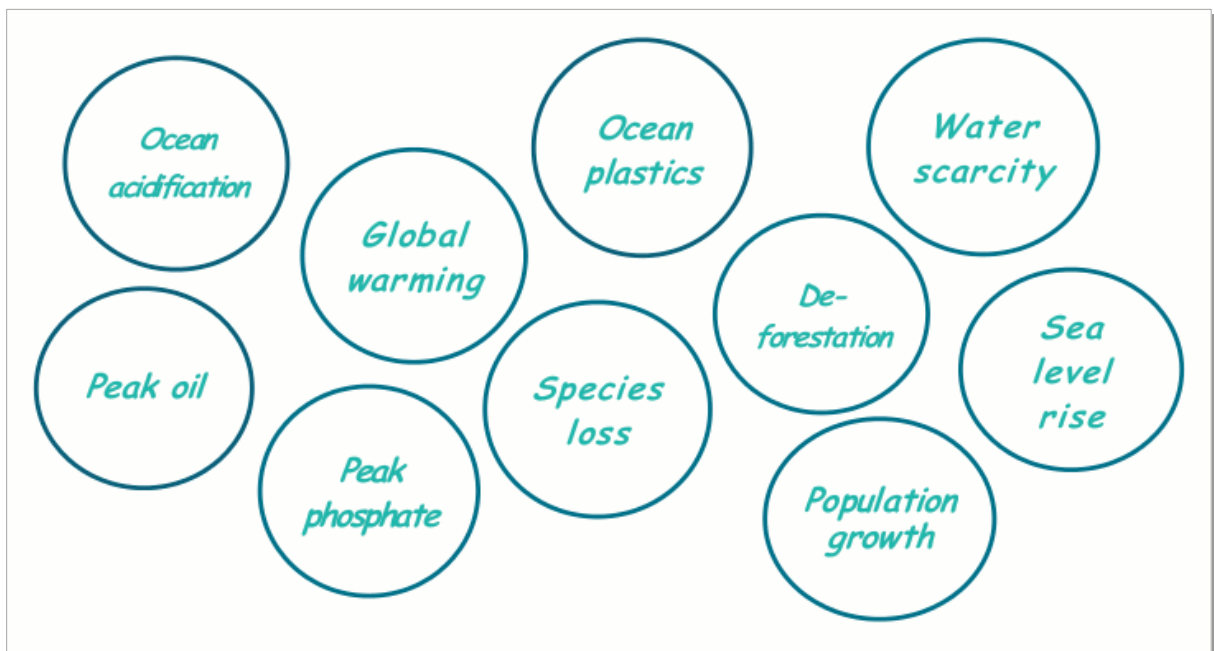 Ocean
acidification
Global
warming
Ocean
plastics
Water
scarcity
Peak oil
Peak
phosphate
Species
loss
De-
forestation
Sea
level
rise
Population
growth